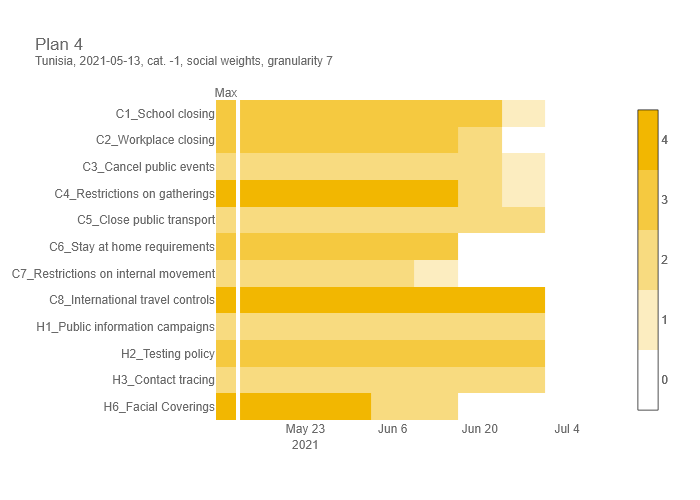 Plan 4
Tunisia, 2021-05-13, cat. -1, social weights, granularity 7
Max
C1_School closing
C2_Workplace closing
C3_Cancel public events
C4_Restrictions on gatherings
C5_Close public transport
C6_Stay at home requirements
C7_Restrictions on internal movement
C8_International travel controls
H1_Public information campaigns
H2_Testing policy
H3_Contact tracing
H6_Facial Coverings
May 23
2021
Jun 6
Jun 20
Jul 4
4
3
2
1
0